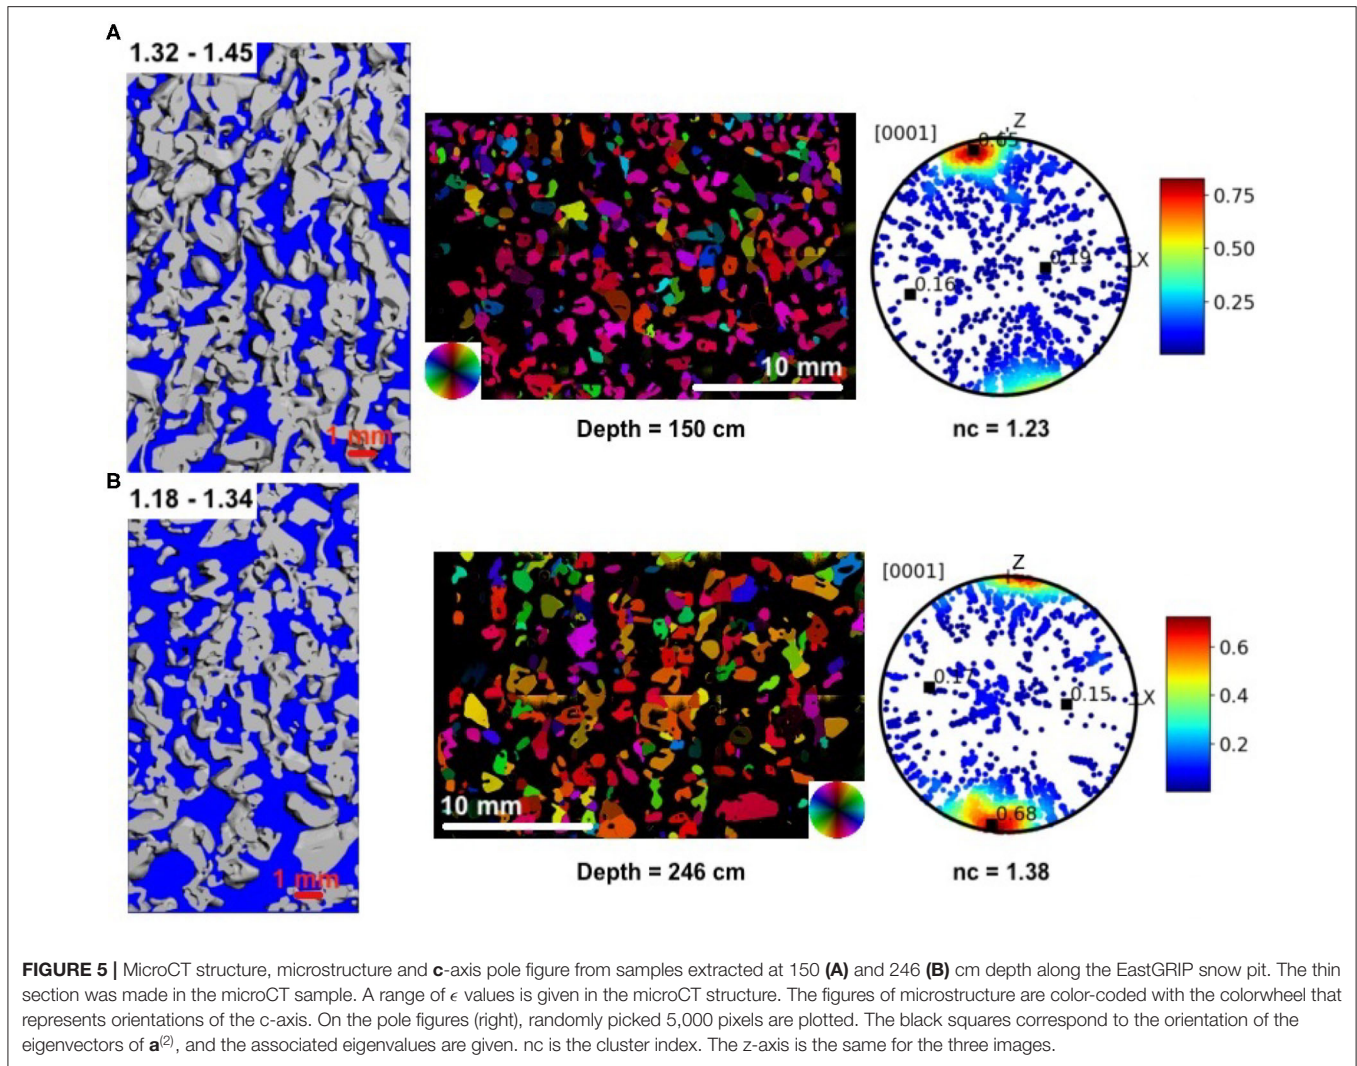 A
1.32 - 1.45
1 mm
10 mm
Depth = 150 cm
[0001]
Z
0.65
0.19
X
0.16
0.75
0.50
0.25
nc = 1.23
B
1.18 - 1.34
1 mm
10 mm
Depth = 246 cm
[0001]
Z
0.17
0.15
X
0.68
0.6
0.4
0.2
nc = 1.38
FIGURE 5 | MicroCT structure, microstructure and c-axis pole figure from samples extracted at 150 (A) and 246 (B) cm depth along the EastGRIP snow pit. The thin
section was made in the microCT sample. A range of ϵ values is given in the microCT structure. The figures of microstructure are color-coded with the colorwheel that
represents orientations of the c-axis. On the pole figures (right), randomly picked 5,000 pixels are plotted. The black squares correspond to the orientation of the
eigenvectors of a⁽²⁾, and the associated eigenvalues are given. nc is the cluster index. The z-axis is the same for the three images.